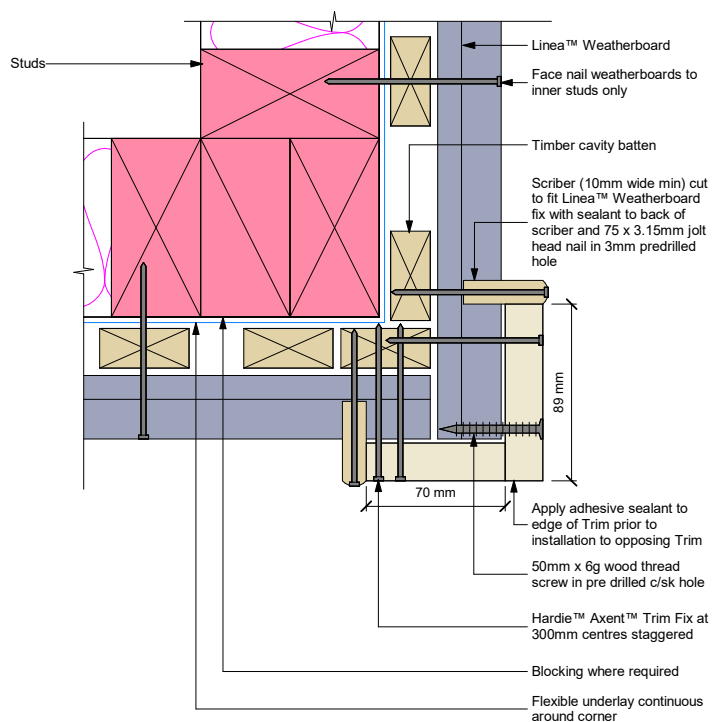 Studs
Linea™ Weatherboard
Face nail weatherboards to
inner studs only
Timber cavity batten
Scriber (10mm wide min) cut
to fit Linea™ Weatherboard
fix with sealant to back of
scriber and 75 x 3.15mm jolt
head nail in 3mm predrilled
hole
89 mm
70 mm
Apply adhesive sealant to
edge of Trim prior to
installation to opposing Trim
50mm x 6g wood thread
screw in pre drilled c/sk hole
Hardie™ Axent™ Trim Fix at
300mm centres staggered
Blocking where required
Flexible underlay continuous
around corner